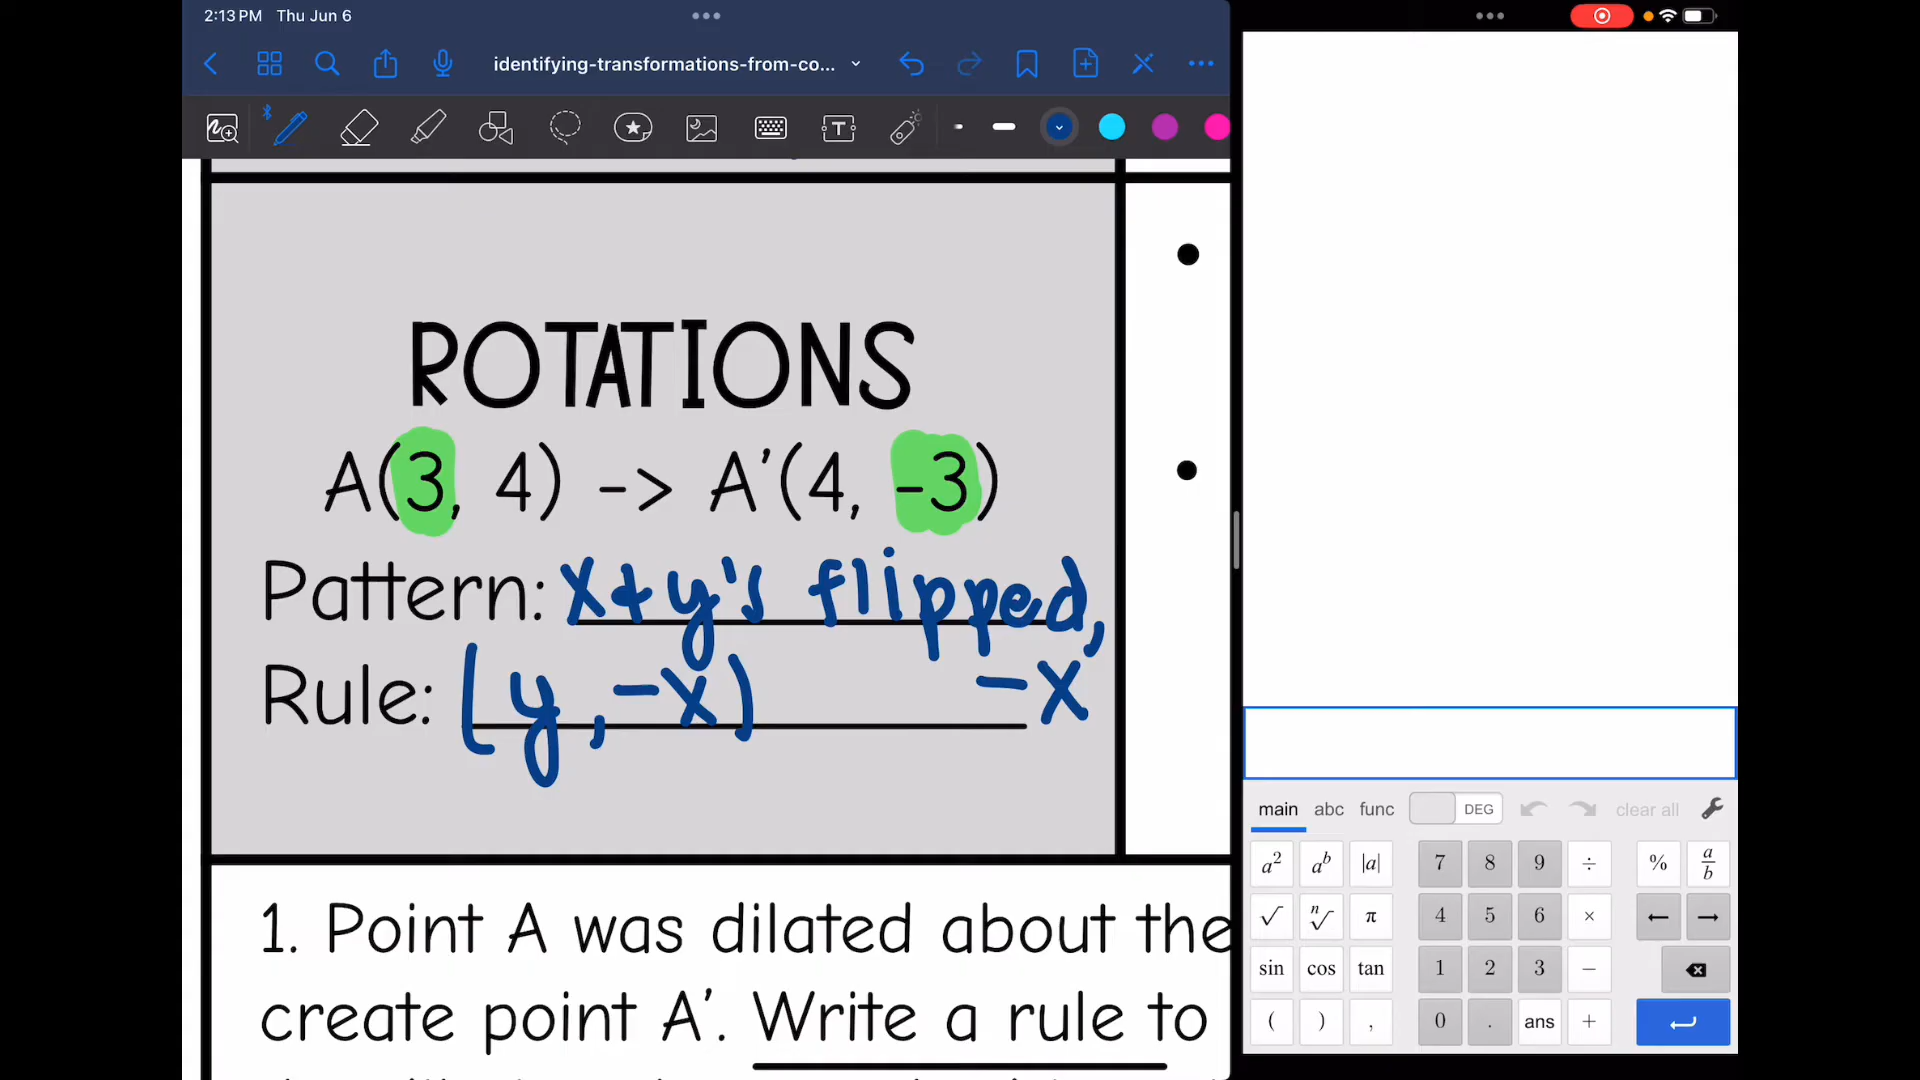 2:13 PM Thu Jun 6
identifying-transformations-from-co...
T
ROTATIONS
A(3, 4) -> A'(4, -3)
Pattern: x+y's flipped,
-x
Rule: (y, -x)
1. Point A was dilated about the
create point A'. Write a rule to
main abc func DEG clear all
a² aᵇ |a| 7 8 9 ÷ % a/b
√ ⁿ√ π 4 5 6 × ← →
sin cos tan 1 2 3 −
( ) , 0 . ans +